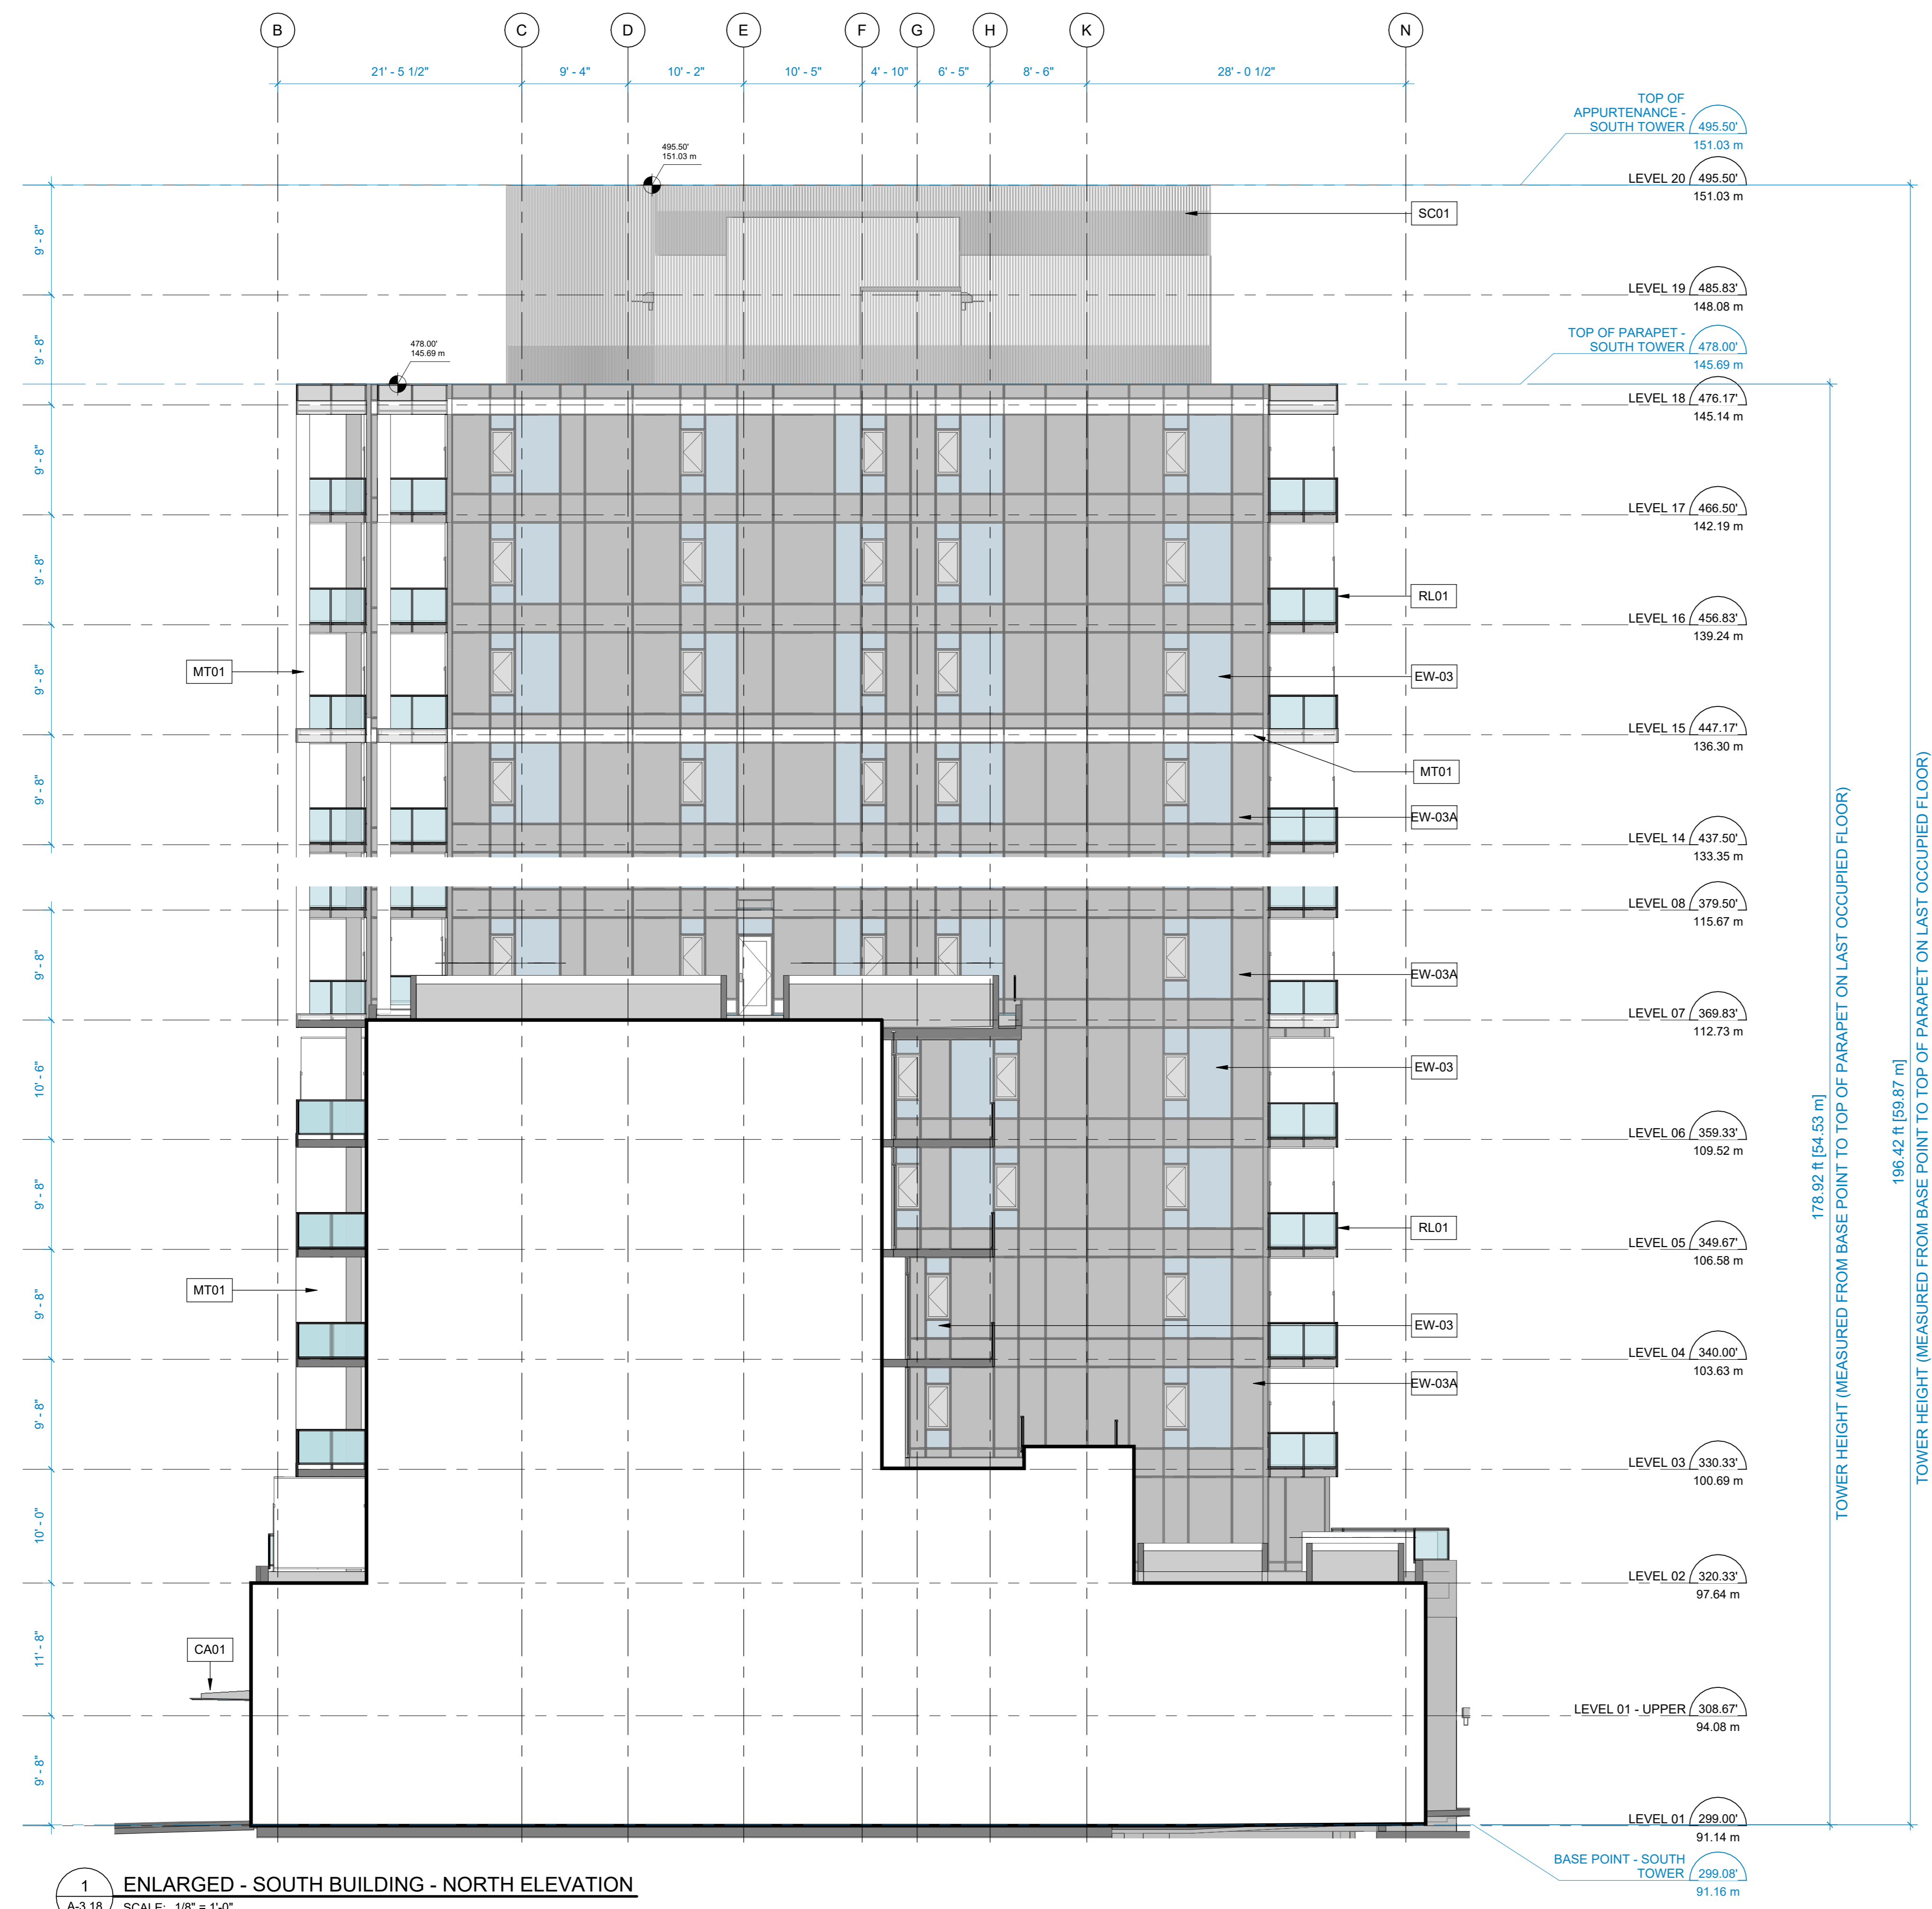 B C D E F G H K N
21' - 5 1/2" 9' - 4" 10' - 2" 10' - 5" 4' - 10" 6' - 5" 8' - 6" 28' - 0 1/2"
TOP OF
APPURTENANCE -
SOUTH TOWER 495.50'
151.03 m
495.50'
151.03 m
LEVEL 20 495.50'
151.03 m
SC01
9' - 8"
LEVEL 19 485.83'
148.08 m
TOP OF PARAPET -
SOUTH TOWER 478.00'
145.69 m
478.00'
145.69 m
9' - 8"
LEVEL 18 476.17'
145.14 m
9' - 8"
LEVEL 17 466.50'
142.19 m
9' - 8"
RL01
LEVEL 16 456.83'
139.24 m
9' - 8"
MT01
EW-03
LEVEL 15 447.17'
136.30 m
9' - 8"
MT01
EW-03A
LEVEL 14 437.50'
133.35 m
LEVEL 08 379.50'
115.67 m
9' - 8"
EW-03A
LEVEL 07 369.83'
112.73 m
10' - 6"
EW-03
LEVEL 06 359.33'
109.52 m
9' - 8"
RL01
LEVEL 05 349.67'
106.58 m
9' - 8"
MT01
EW-03
LEVEL 04 340.00'
103.63 m
9' - 8"
EW-03A
LEVEL 03 330.33'
100.69 m
10' - 0"
LEVEL 02 320.33'
97.64 m
11' - 8"
CA01
LEVEL 01 - UPPER 308.67'
94.08 m
9' - 8"
LEVEL 01 299.00'
91.14 m
BASE POINT - SOUTH
TOWER 299.08'
91.16 m
178.92 ft [54.53 m]
TOWER HEIGHT (MEASURED FROM BASE POINT TO TOP OF PARAPET ON LAST OCCUPIED FLOOR)
196.42 ft [59.87 m]
TOWER HEIGHT (MEASURED FROM BASE POINT TO TOP OF PARAPET ON LAST OCCUPIED FLOOR)
1 ENLARGED - SOUTH BUILDING - NORTH ELEVATION
A-3.18 SCALE: 1/8" = 1'-0"